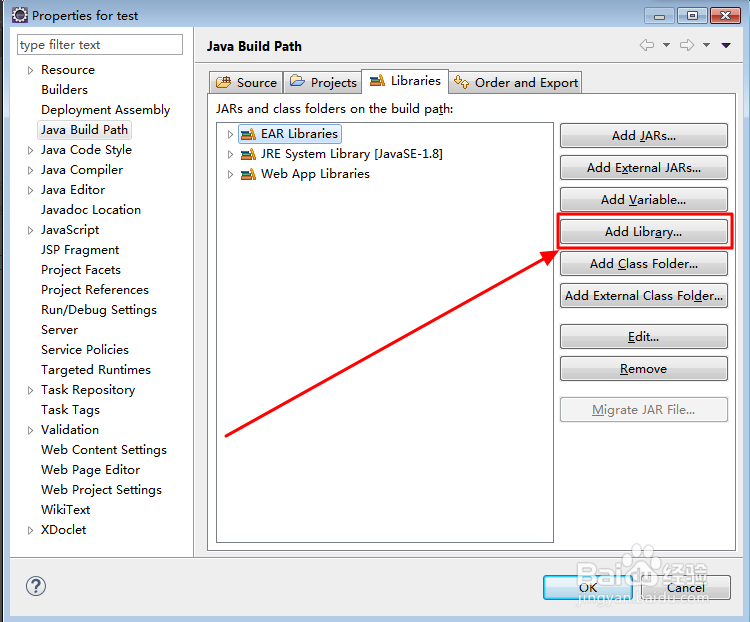 Properties for test
type filter text
Java Build Path
Resource
Builders
Deployment Assembly
Java Build Path
Java Code Style
Java Compiler
Java Editor
Javadoc Location
JavaScript
JSP Fragment
Project Facets
Project References
Run/Debug Settings
Server
Service Policies
Targeted Runtimes
Task Repository
Task Tags
Validation
Web Content Settings
Web Page Editor
Web Project Settings
WikiText
XDoclet
Source Projects Libraries Order and Export
JARs and class folders on the build path:
EAR Libraries
JRE System Library [JavaSE-1.8]
Web App Libraries
Add JARs...
Add External JARs...
Add Variable...
Add Library...
Add Class Folder...
Add External Class Folder...
Edit...
Remove
Migrate JAR File...
OK Cancel
Baidu 经验
jingyan.baidu.com